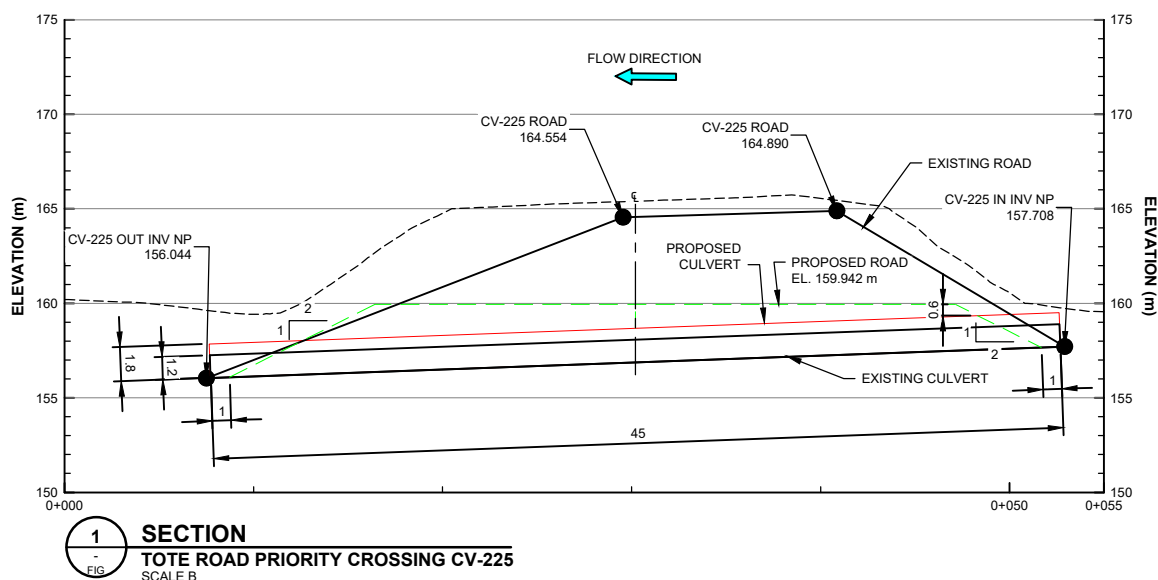 175
175
FLOW DIRECTION
170
170
CV-225 ROAD
164.554
CV-225 ROAD
164.890
EXISTING ROAD
CV-225 IN INV NP
157.708
165
165
℄
CV-225 OUT INV NP
156.044
PROPOSED
CULVERT
PROPOSED ROAD
EL. 159.942 m
ELEVATION (m)
ELEVATION (m)
160
160
2
1
0.6
1
2
1.8
1.2
EXISTING CULVERT
155
155
1
1
45
150
150
0+000
0+050
0+055
1
-
FIG
SECTION
TOTE ROAD PRIORITY CROSSING CV-225
SCALE B